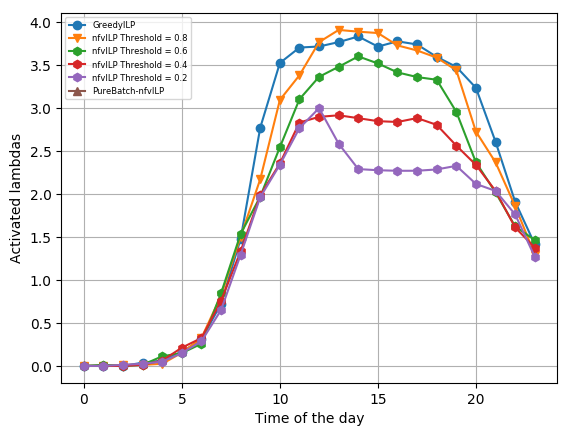 GreedyILP
nfvILP Threshold = 0.8
nfvILP Threshold = 0.6
nfvILP Threshold = 0.4
nfvILP Threshold = 0.2
PureBatch-nfvILP
Activated lambdas
4.0
3.5
3.0
2.5
2.0
1.5
1.0
0.5
0.0
0
5
10
15
20
Time of the day